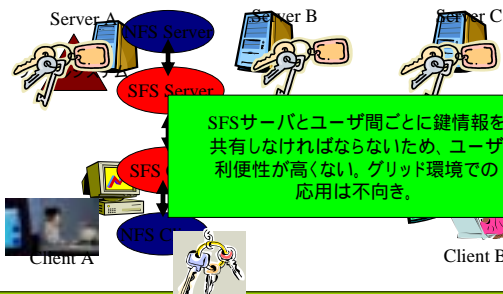 Server A
Server B
Server C
NFS Server
SFS Server
SFSサーバとユーザ間ごとに鍵情報を
共有しなければならないため、ユーザ
利便性が高くない。グリッド環境での
応用は不向き。
SFS
NFS C
Client A
Client B